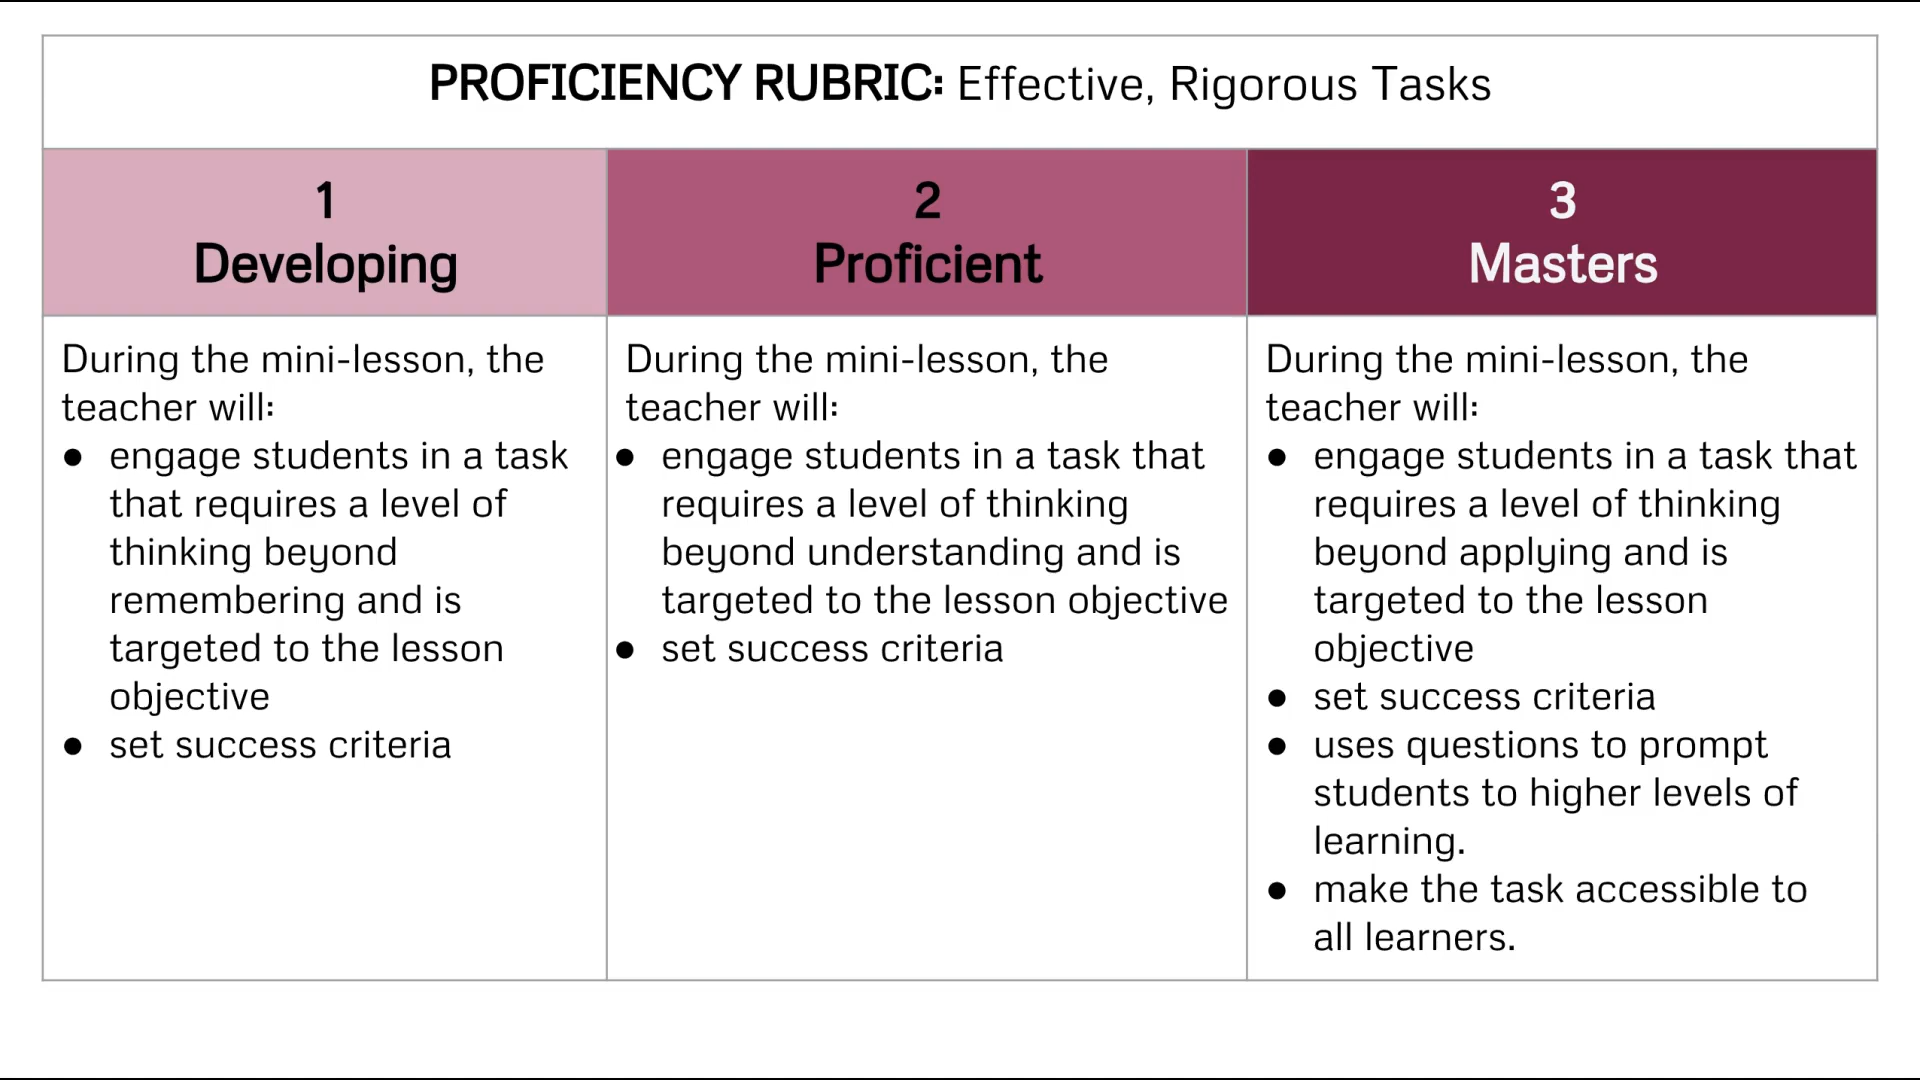 PROFICIENCY RUBRIC: Effective, Rigorous Tasks
1
Developing
2
Proficient
3
Masters
During the mini-lesson, the
teacher will:
● engage students in a task
that requires a level of
thinking beyond
remembering and is
targeted to the lesson
objective
● set success criteria
During the mini-lesson, the
teacher will:
● engage students in a task that
requires a level of thinking
beyond understanding and is
targeted to the lesson objective
● set success criteria
During the mini-lesson, the
teacher will:
● engage students in a task that
requires a level of thinking
beyond applying and is
targeted to the lesson
objective
● set success criteria
● uses questions to prompt
students to higher levels of
learning.
● make the task accessible to
all learners.